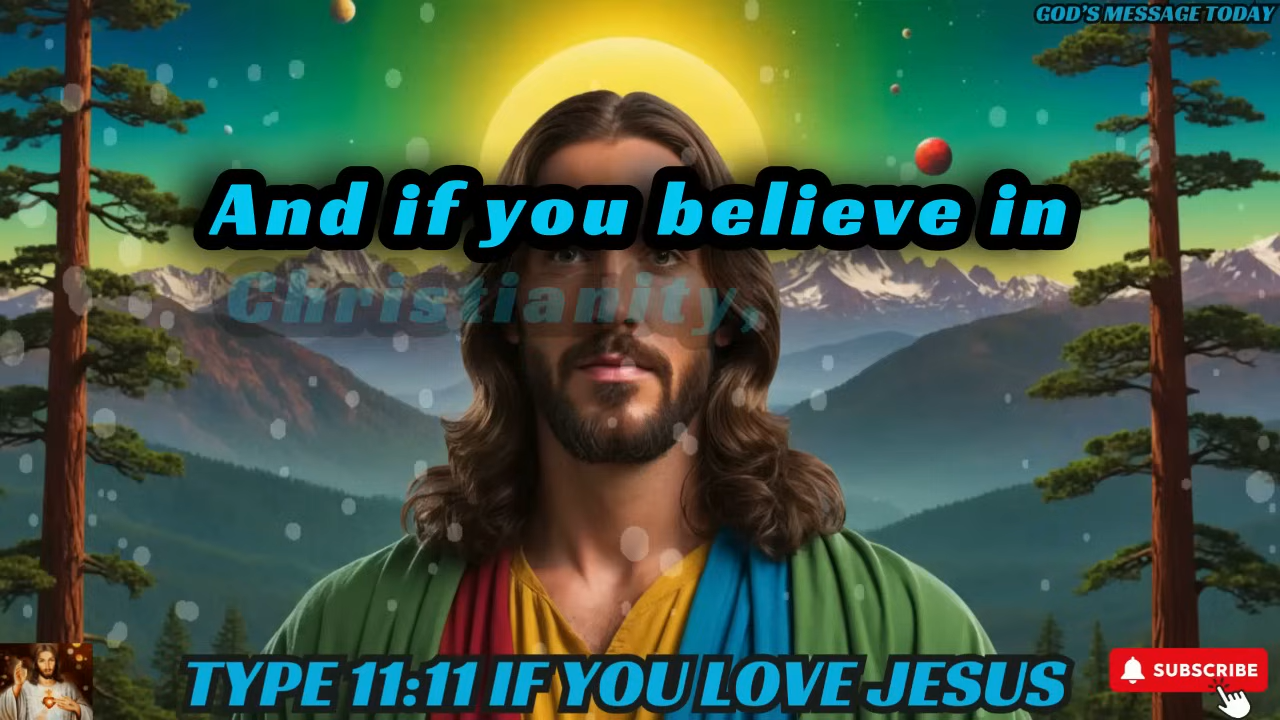 GOD'S MESSAGE TODAY
And if you believe in
Christianity,
TYPE 11:11 IF YOU LOVE JESUS
SUBSCRIBE